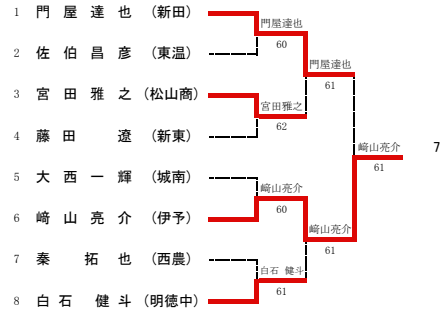 1 門屋達也 （新田）
門屋達也
60
2 佐伯昌彦 （東温）
門屋達也
61
3 宮田雅之 （松山商）
宮田雅之
62
4 藤田 遼 （新東）
﨑山亮介
61
7
5 大西一輝 （城南）
﨑山亮介
60
6 﨑山亮介 （伊予）
﨑山亮介
61
7 秦 拓也 （西農）
白石 健斗
61
8 白石 健斗 （明徳中）